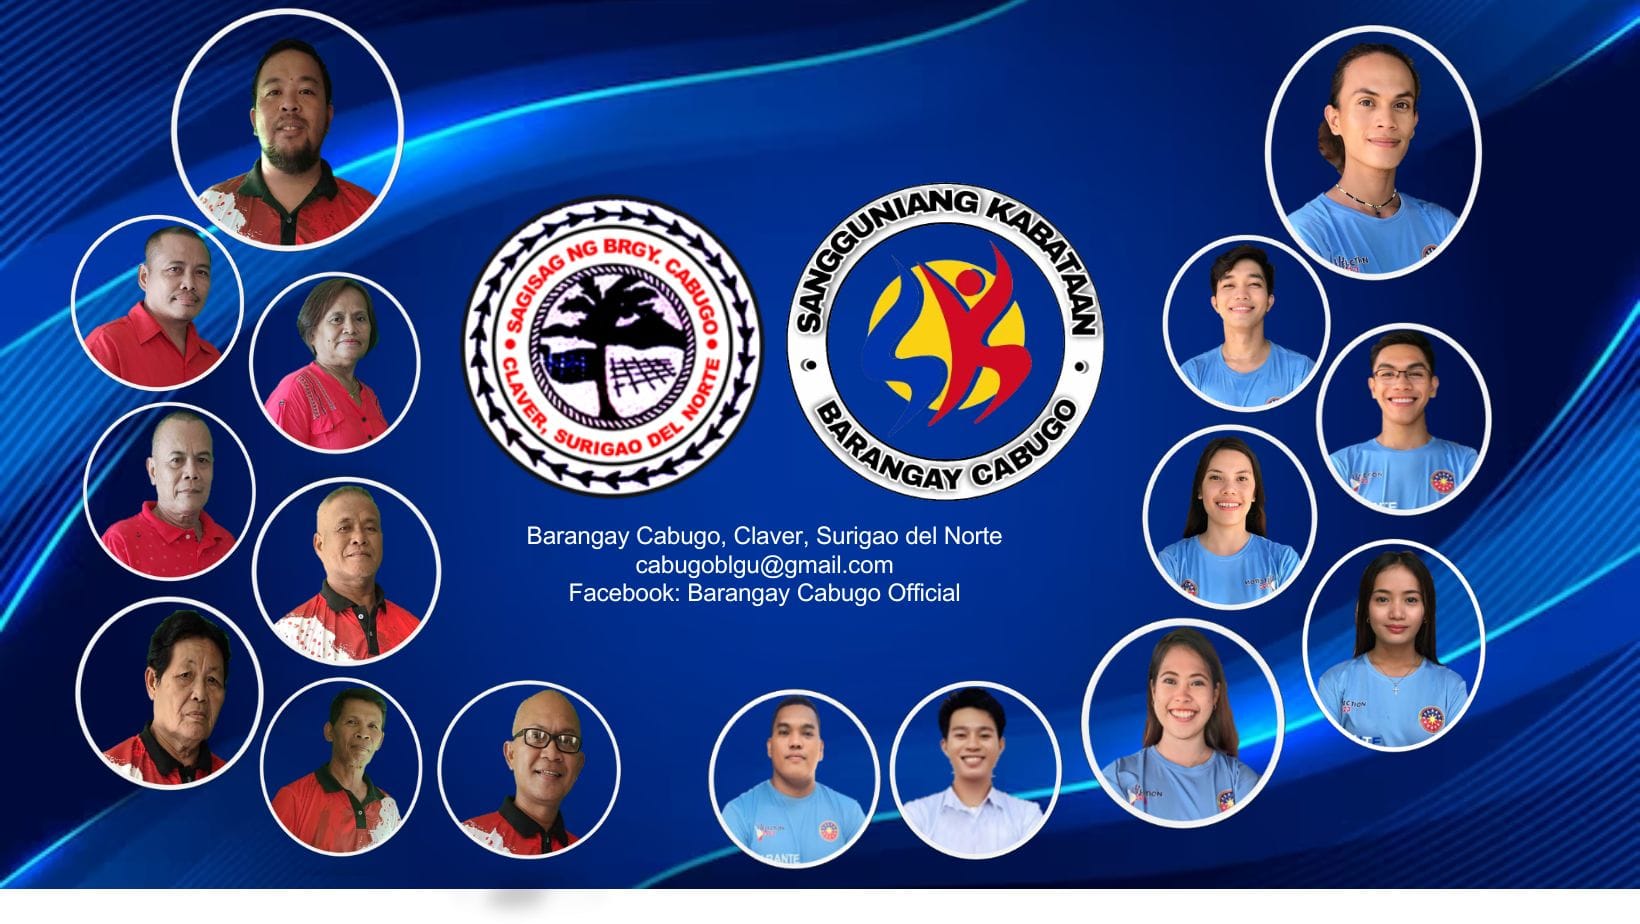 SAGISAG NG BRGY. CABUGO
CLAVER, SURIGAO DEL NORTE
SANGGUNIANG KABATAAN
BARANGAY CABUGO
Barangay Cabugo, Claver, Surigao del Norte
cabugoblgu@gmail.com
Facebook: Barangay Cabugo Official